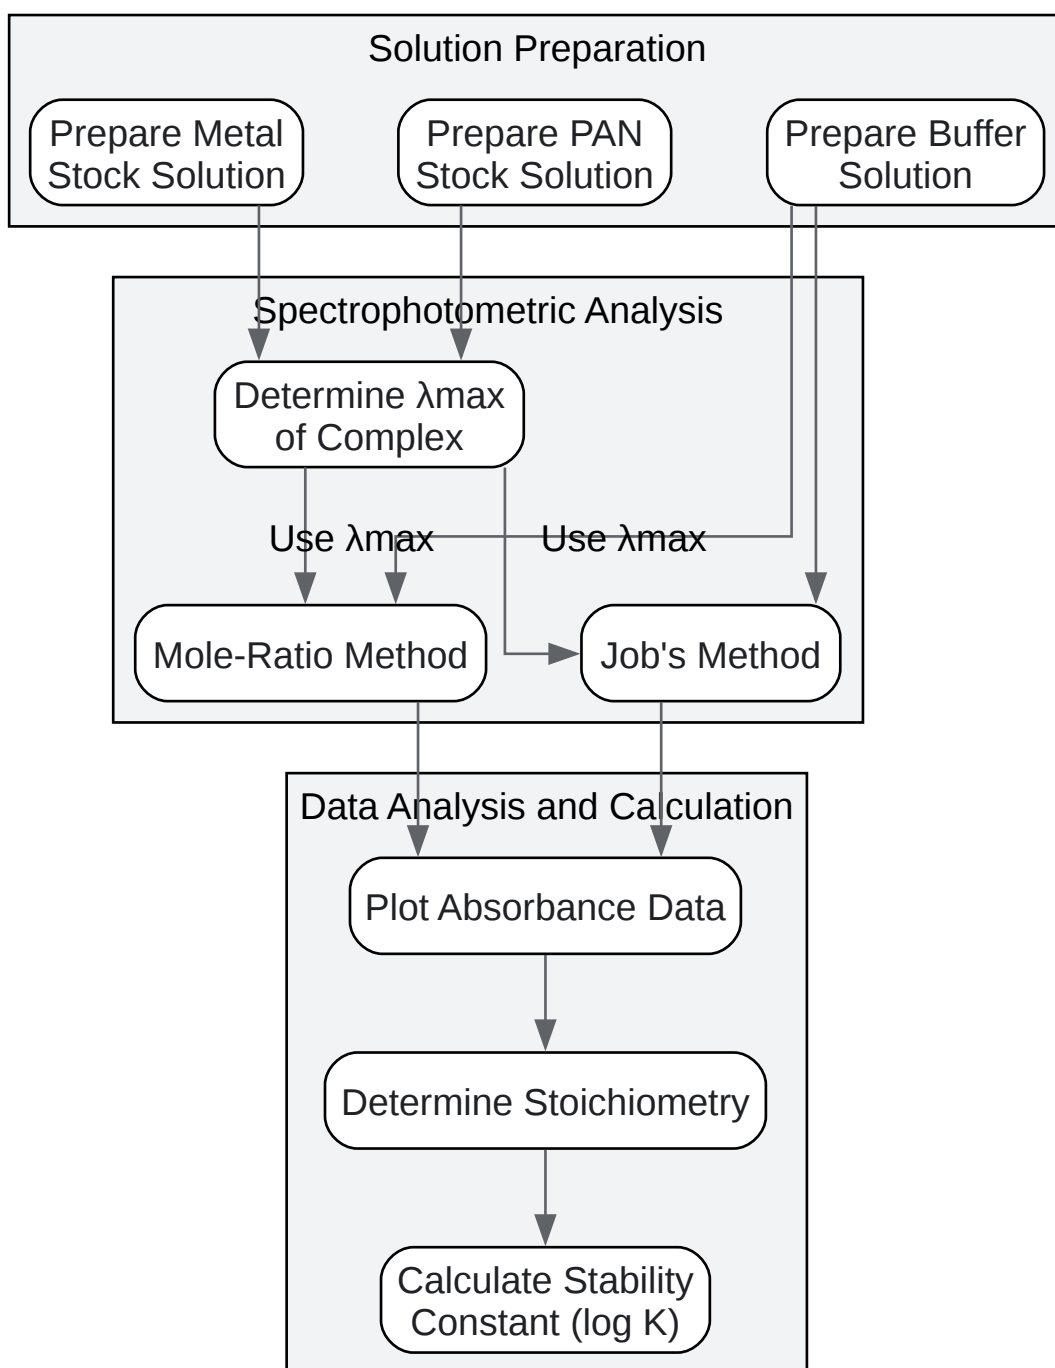 Solution Preparation
Prepare Metal
Stock Solution
Prepare PAN
Stock Solution
Prepare Buffer
Solution
Spectrophotometric Analysis
Determine λmax
of Complex
Use λmax
Use λmax
Mole-Ratio Method
Job's Method
Data Analysis and Calculation
Plot Absorbance Data
Determine Stoichiometry
Calculate Stability
Constant (log K)